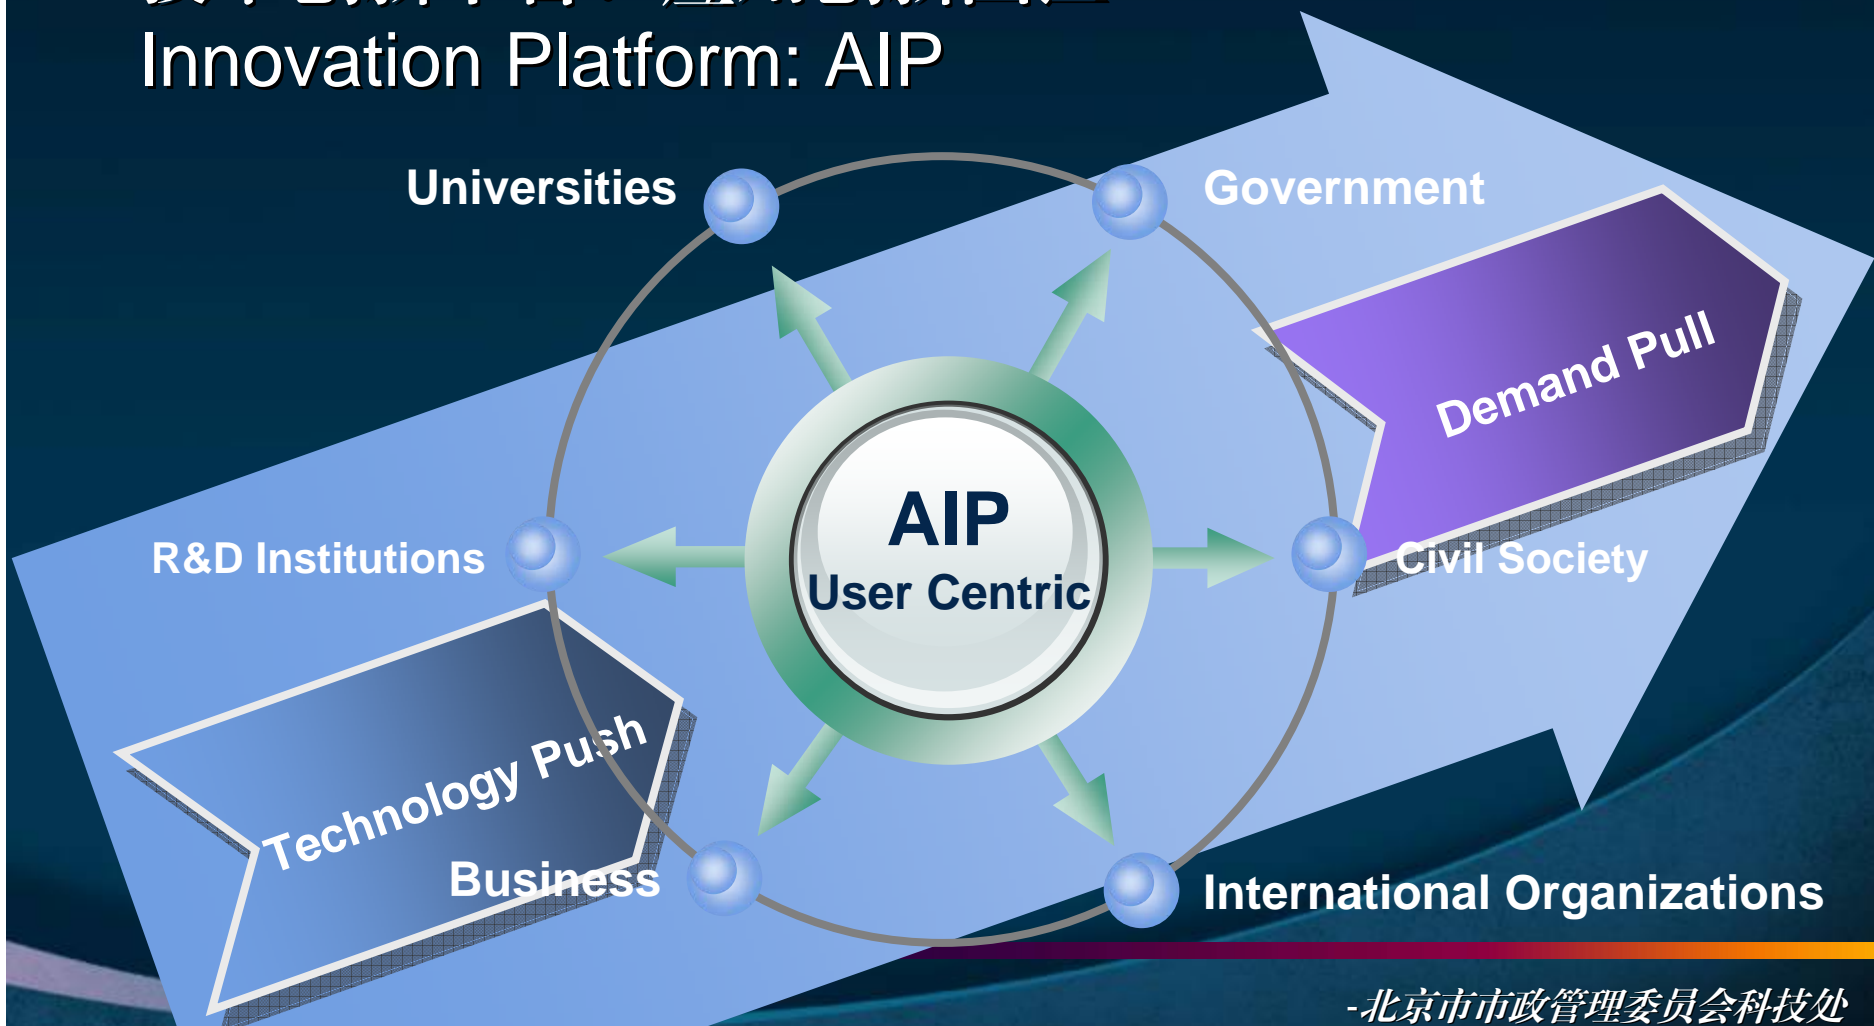 Innovation Platform: AIP
Universities
Government
Demand Pull
AIP
User Centric
R&D Institutions
Civil Society
Technology Push
Business
International Organizations
-北京市市政管理委员会科技处